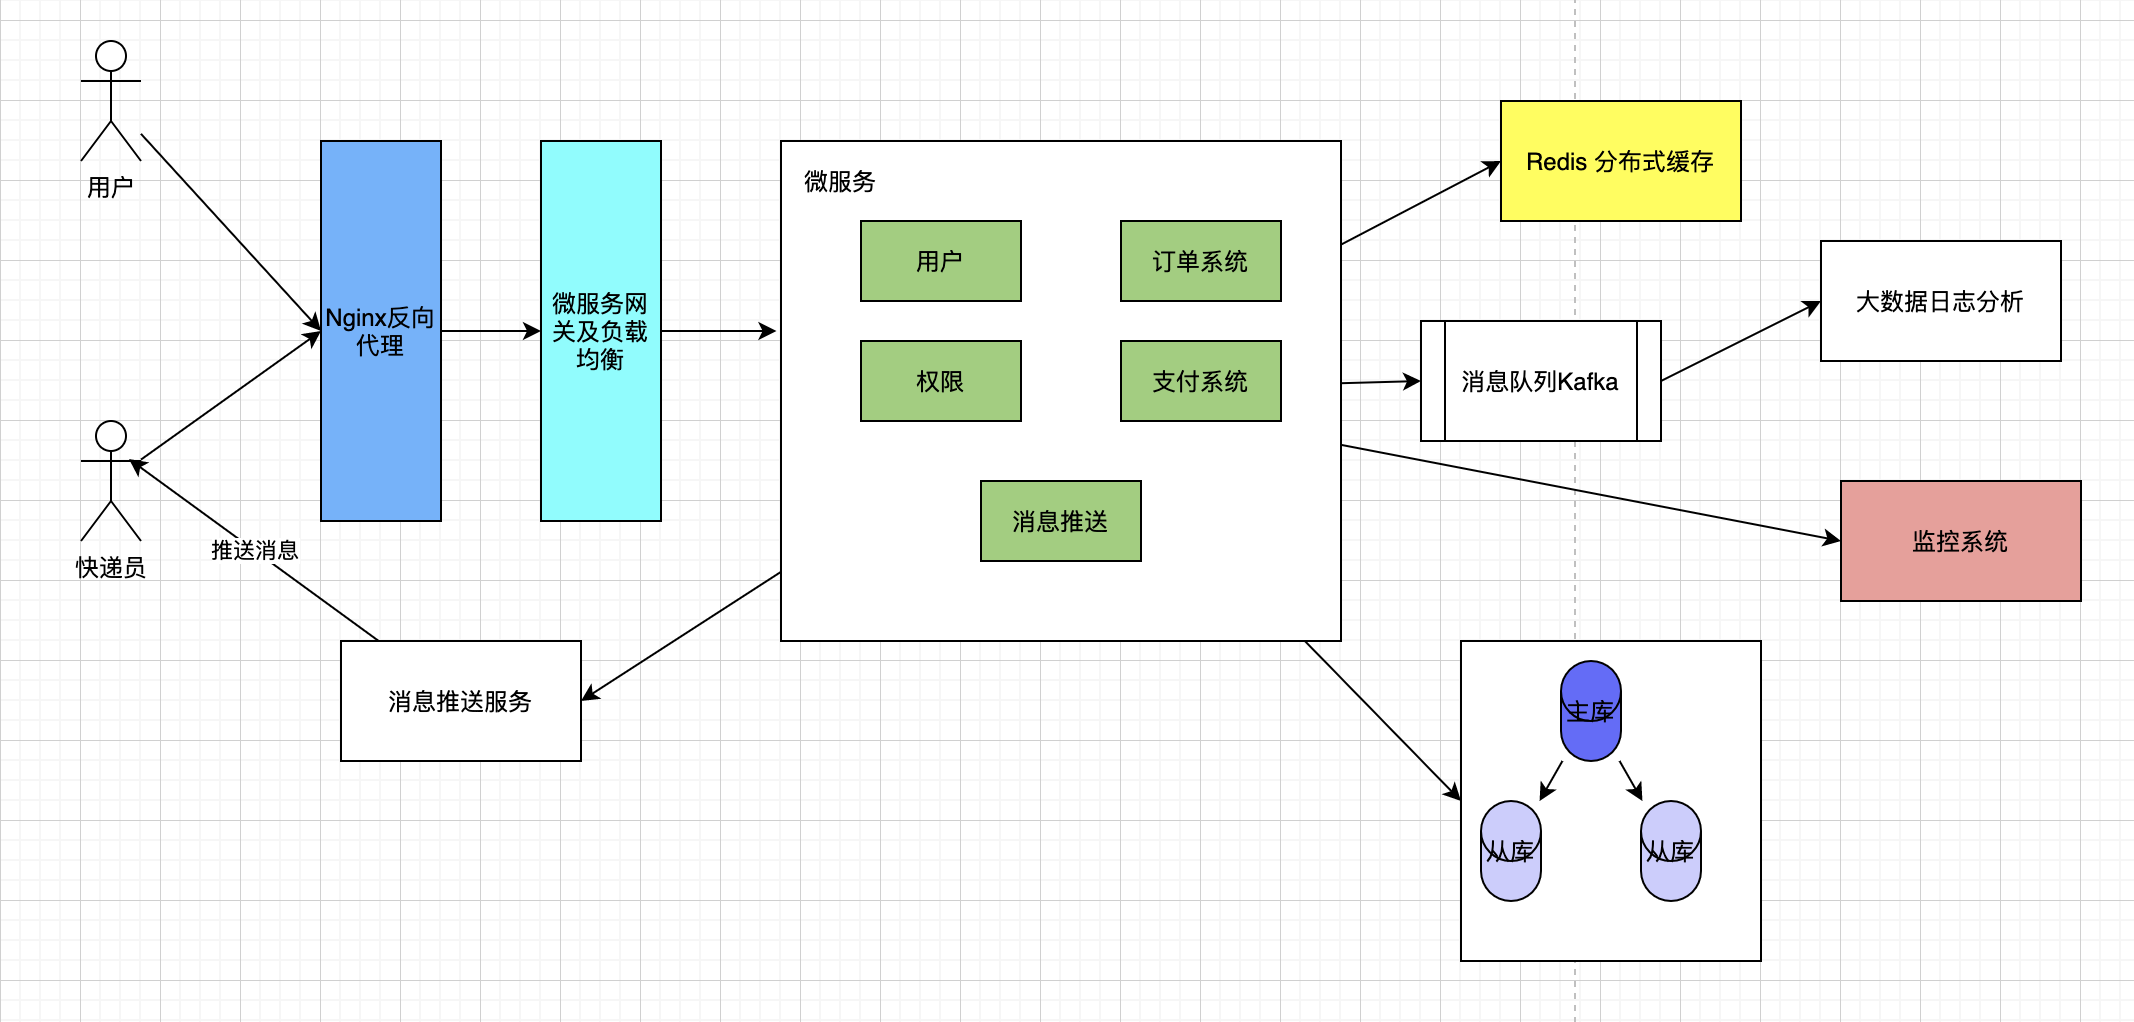 用户
Nginx反向
代理
微服务网
关及负载
均衡
微服务
用户
订单系统
权限
支付系统
消息推送
Redis 分布式缓存
大数据日志分析
消息队列Kafka
监控系统
快递员
推送消息
消息推送服务
主库
从库
从库